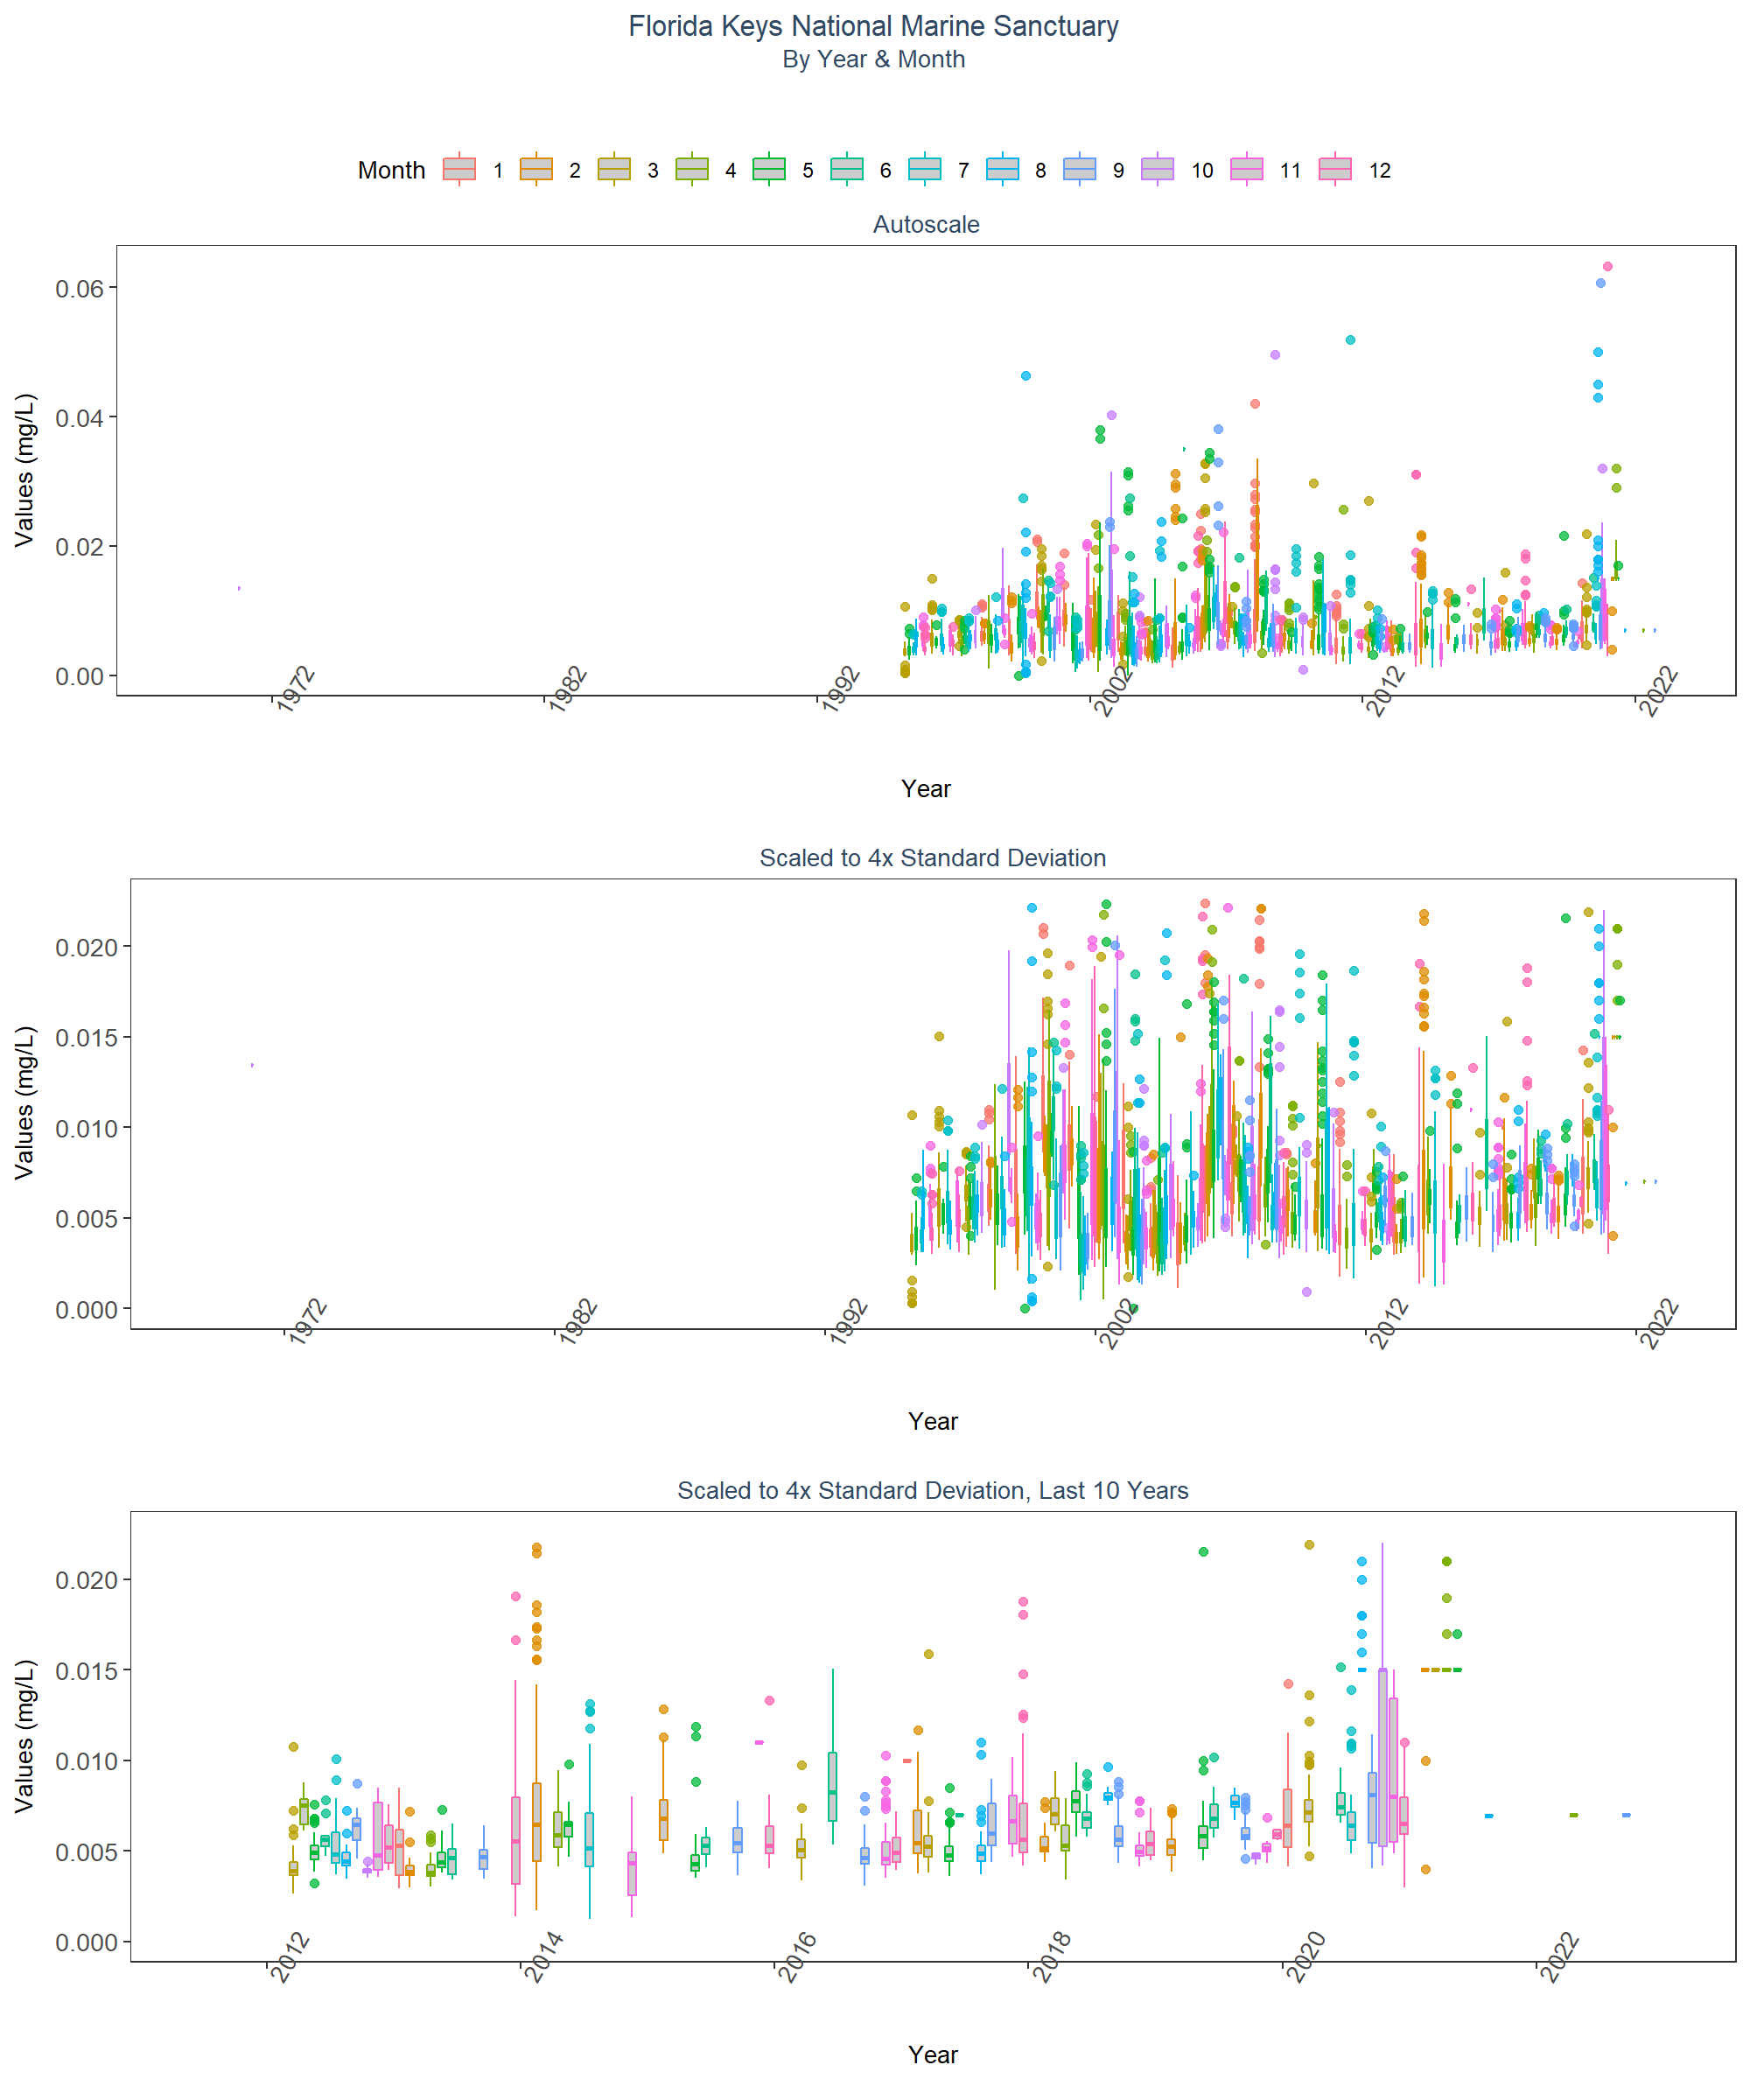 Florida Keys National Marine Sanctuary
By Year & Month
Month 1 2 3 4 5 6 7 8 9 10 11 12
Autoscale
Values (mg/L)
0.06
0.04
0.02
0.00
1972 1982 1992 2002 2012 2022
Year
Scaled to 4x Standard Deviation
Values (mg/L)
0.020
0.015
0.010
0.005
0.000
1972 1982 1992 2002 2012 2022
Year
Scaled to 4x Standard Deviation, Last 10 Years
Values (mg/L)
0.020
0.015
0.010
0.005
0.000
2012 2014 2016 2018 2020 2022
Year